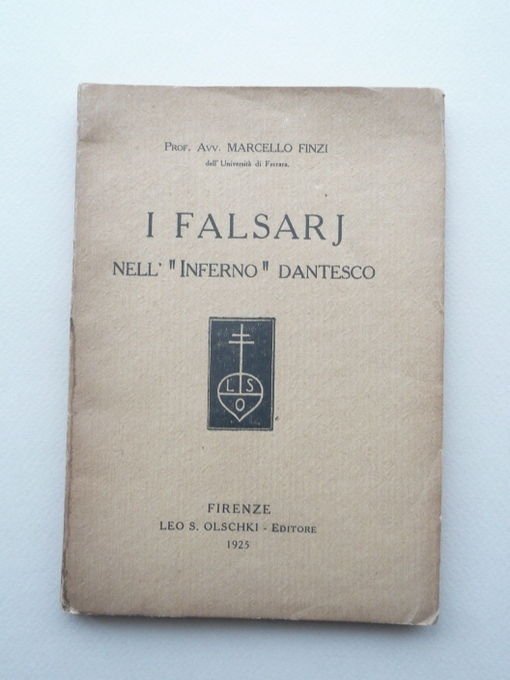 Prof. Avv. MARCELLO FINZI
dell' Università di Ferrara.
I FALSARJ
NELL' "INFERNO" DANTESCO
L S
O
FIRENZE
LEO S. OLSCHKI - EDITORE
1925